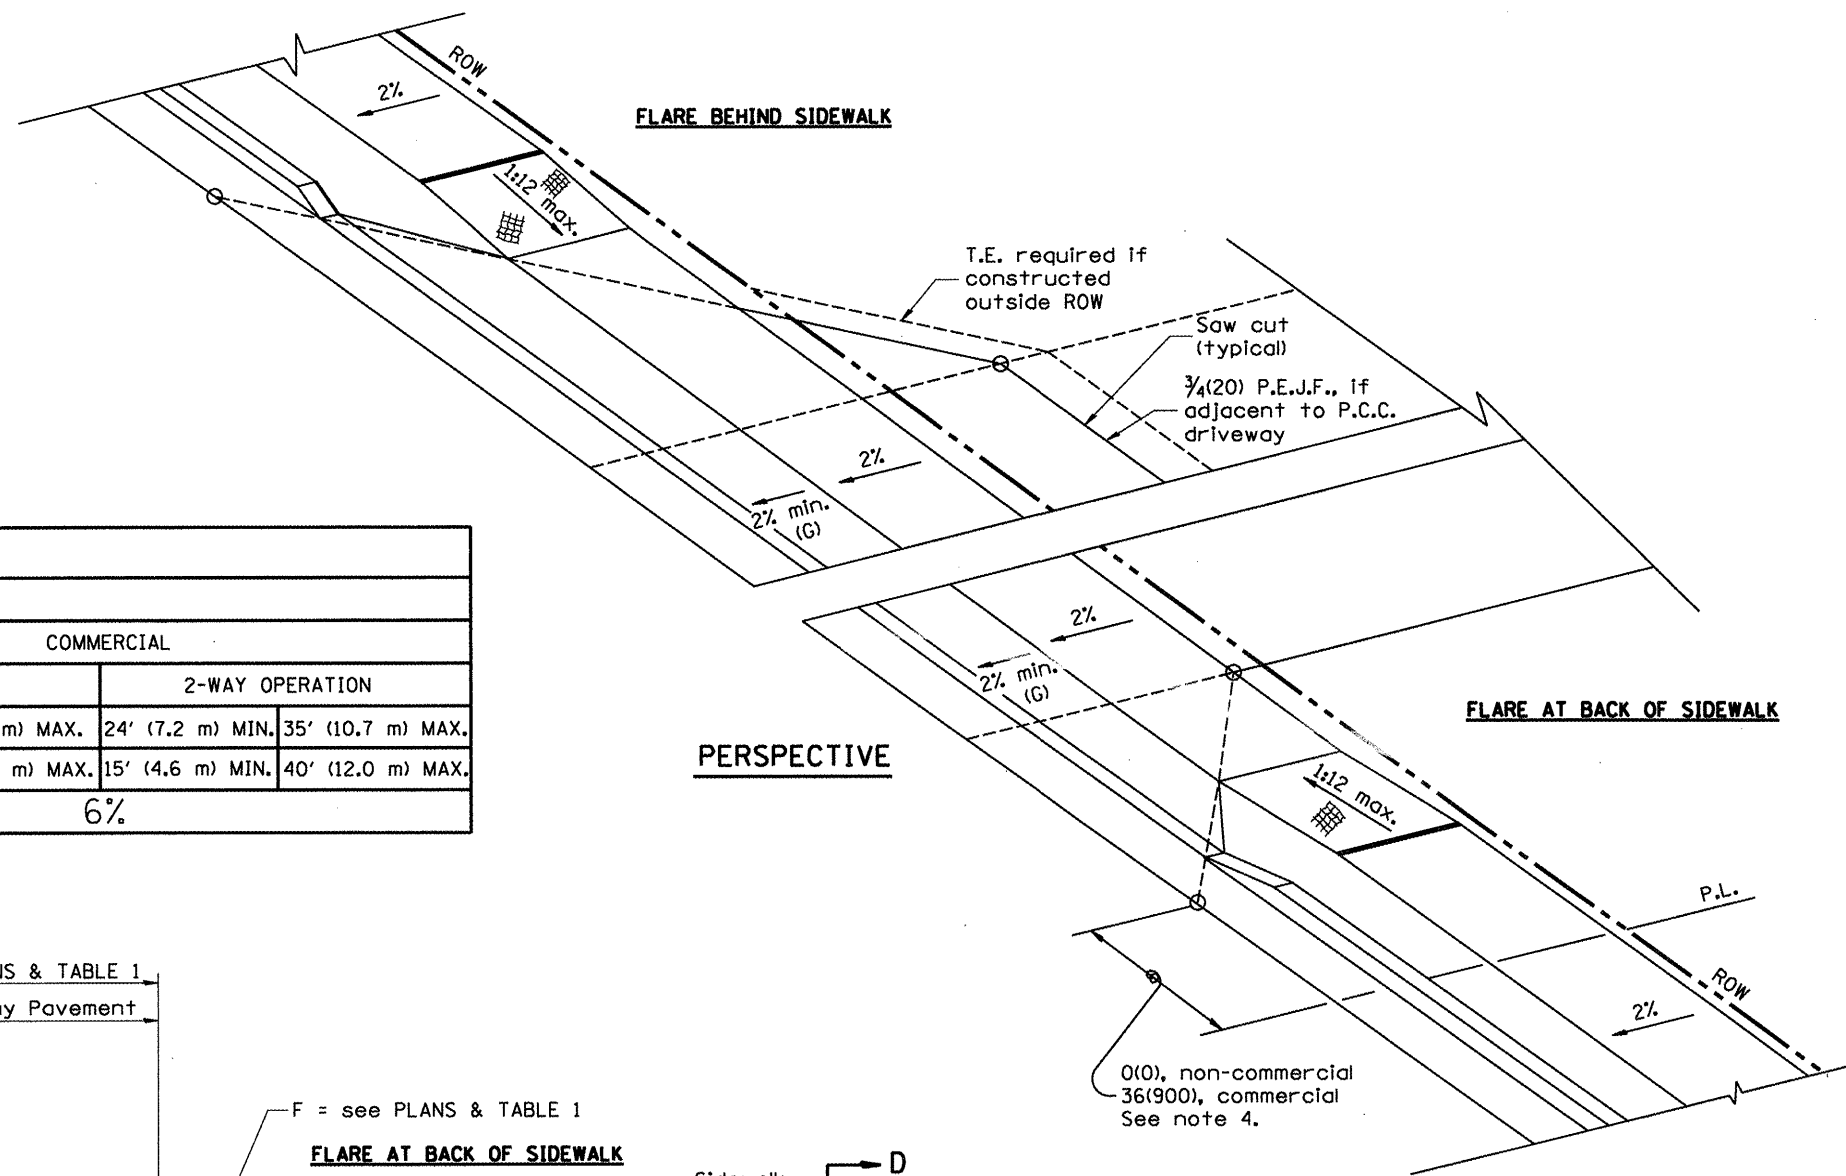 ROW
2%
FLARE BEHIND SIDEWALK
1:12 max.
T.E. required if
constructed
outside ROW
Saw cut
(typical)
3/4(20) P.E.J.F., if
adjacent to P.C.C.
driveway
2%
2% min.
(G)
COMMERCIAL
2-WAY OPERATION
m) MAX. 24' (7.2 m) MIN. 35' (10.7 m) MAX.
m) MAX. 15' (4.6 m) MIN. 40' (12.0 m) MAX.
6%
2%
2% min.
(G)
FLARE AT BACK OF SIDEWALK
PERSPECTIVE
1:12 max.
P.L.
ROW
2%
0(0), non-commercial
36(900), commercial
See note 4.
& TABLE 1
Pavement
F = see PLANS & TABLE 1
FLARE AT BACK OF SIDEWALK
D